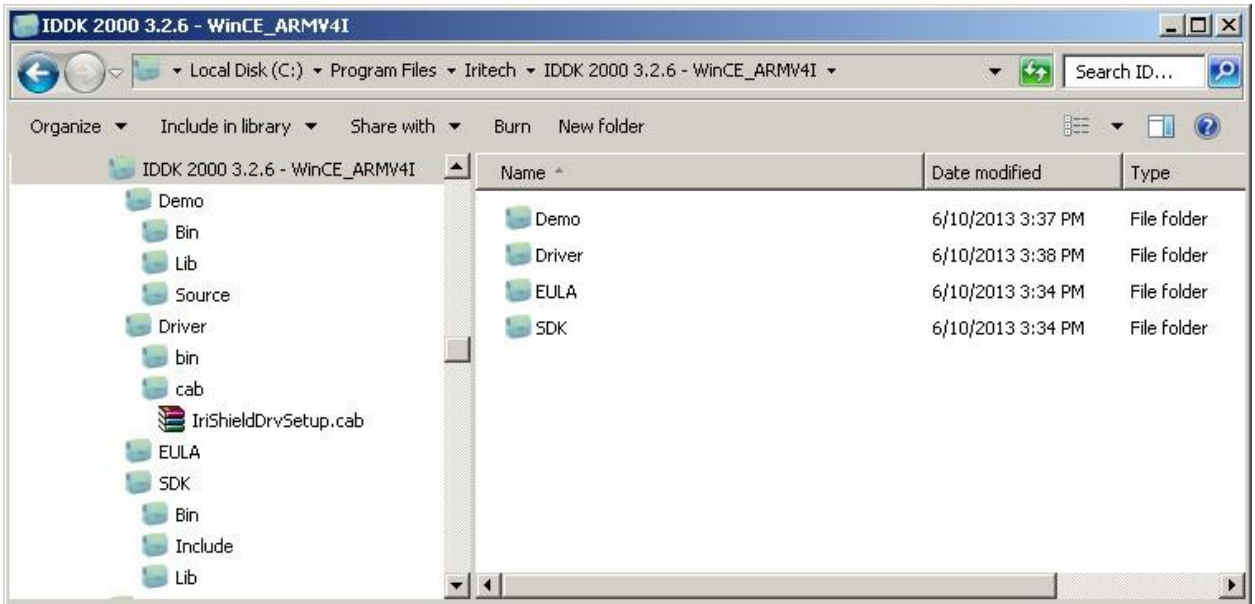 IDDK 2000 3.2.6 - WinCE_ARMV4I
Local Disk (C:) Program Files Iritech IDDK 2000 3.2.6 - WinCE_ARMV4I Search ID...
Organize Include in library Share with Burn New folder
IDDK 2000 3.2.6 - WinCE_ARMV4I
Demo
Bin
Lib
Source
Driver
bin
cab
IriShieldDrvSetup.cab
EULA
SDK
Bin
Include
Lib
Name Date modified Type
Demo 6/10/2013 3:37 PM File folder
Driver 6/10/2013 3:38 PM File folder
EULA 6/10/2013 3:34 PM File folder
SDK 6/10/2013 3:34 PM File folder